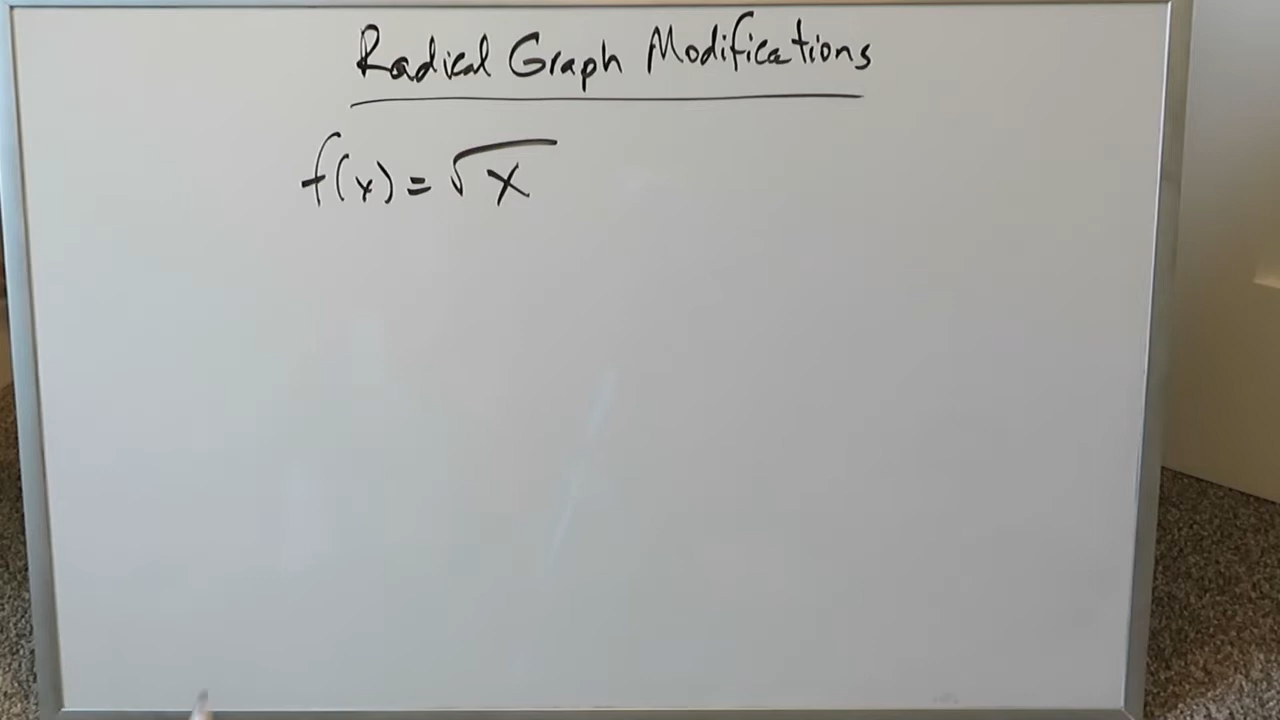 Radical Graph Modifications
f(x) = √x